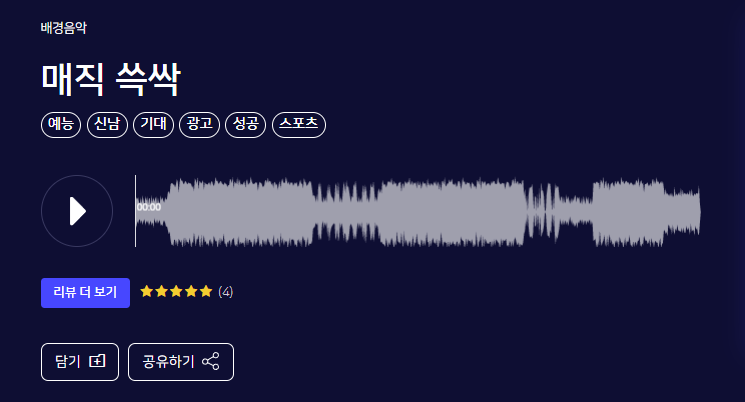 배경음악
매직 쓱싹
예능 신남 기대 광고 성공 스포츠
00:00
리뷰 더 보기 (4)
담기 공유하기